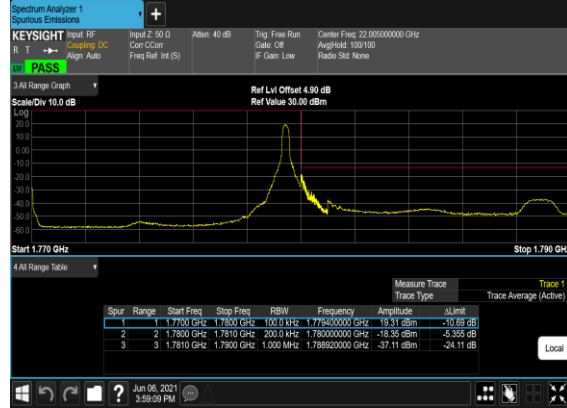 Spectrum Analyzer 1
Spurious Emissions
+
KEYSIGHT Input: RF Input Z: 50 Ω Atten: 40 dB Trig: Free Run Center Freq: 22.005000000 GHz
R T Coupling: DC Corr CCorr Gate: Off Avg|Hold: 100/100
Align: Auto Freq Ref: Int (S) IF Gain: Low Radio Std: None
PASS
3 All Range Graph
Ref Lvl Offset 4.90 dB
Scale/Div 10.0 dB Ref Value 30.00 dBm
Log
20.0
10.0
0.00
-10.0
-20.0
-30.0
-40.0
-50.0
-60.0
Start 1.770 GHz Stop 1.790 GHz
4 All Range Table
Measure Trace Trace 1
Trace Type Trace Average (Active)
Spur Range Start Freq Stop Freq RBW Frequency Amplitude ΔLimit
1 1 1.7700 GHz 1.7800 GHz 100.0 kHz 1.779400000 GHz 19.31 dBm -10.69 dB
2 2 1.7800 GHz 1.7810 GHz 200.0 kHz 1.780000000 GHz -18.35 dBm -5.355 dB
3 3 1.7810 GHz 1.7900 GHz 1.000 MHz 1.788920000 GHz -37.11 dBm -24.11 dB
Local
? Jun 06, 2021
3:59:09 PM